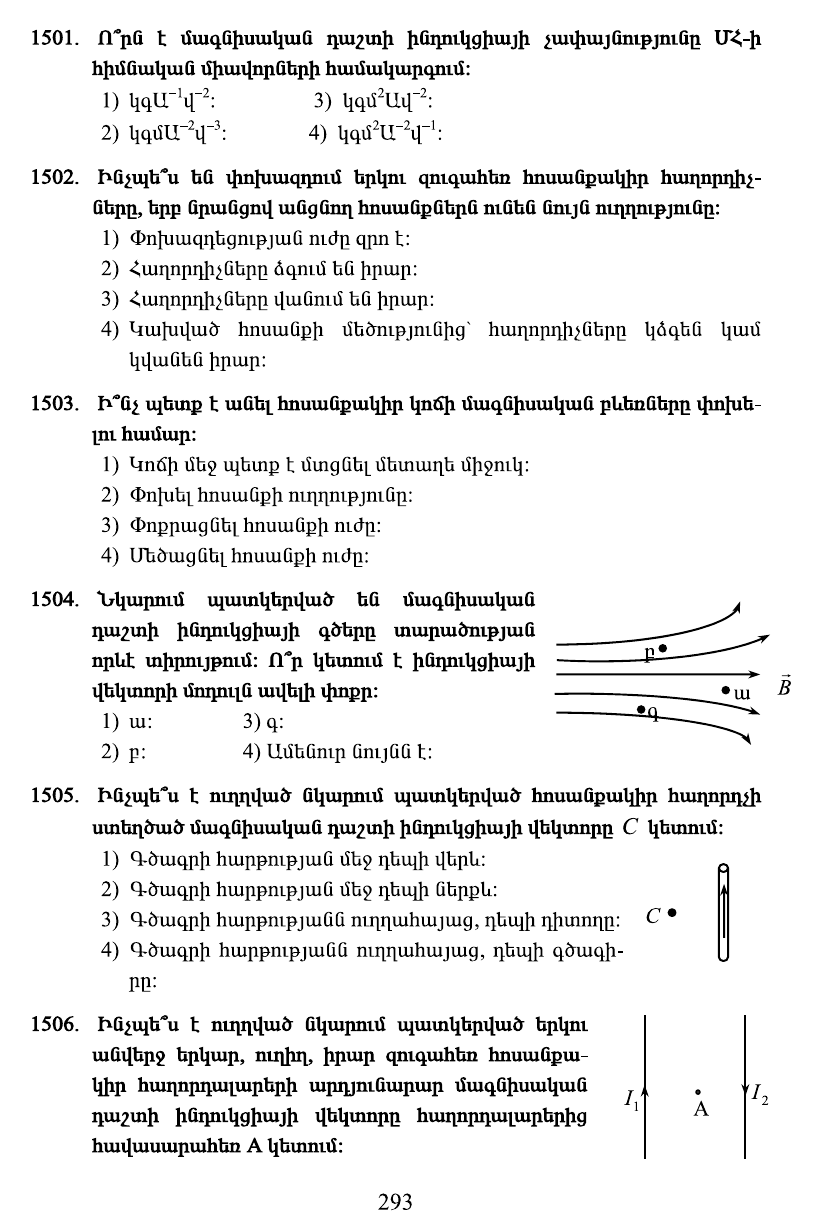 1501. Ո՞րն է մագնիսական դաշտի ինդուկցիայի չափայնությունը ՄՀ-ի
հիմնական միավորների համակարգում:
1) կգԱ⁻¹վ⁻²: 3) կգմ²Ավ⁻²:
2) կգմԱ⁻²վ⁻³: 4) կգմ²Ա⁻²վ⁻¹:
1502. Ինչպե՞ս են փոխազդում երկու զուգահեռ հոսանքակիր հաղորդիչ-
ները, երբ նրանցով անցնող հոսանքներն ունեն նույն ուղղությունը:
1) Փոխազդեցության ուժը զրո է:
2) Հաղորդիչները ձգում են իրար:
3) Հաղորդիչները վանում են իրար:
4) Կախված հոսանքի մեծությունից՝ հաղորդիչները կձգեն կամ
կվանեն իրար:
1503. Ի՞նչ պետք է անել հոսանքակիր կոճի մագնիսական բևեռները փոխե-
լու համար:
1) Կոճի մեջ պետք է մտցնել մետաղե միջուկ:
2) Փոխել հոսանքի ուղղությունը:
3) Փոքրացնել հոսանքի ուժը:
4) Մեծացնել հոսանքի ուժը:
1504. Նկարում պատկերված են մագնիսական
դաշտի ինդուկցիայի գծերը տարածության
որևէ տիրույթում: Ո՞ր կետում է ինդուկցիայի
վեկտորի մոդուլն ավելի փոքր:
1) ա: 3) գ:
2) բ: 4) Ամենուր նույնն է:
բ
ա
գ
B⃗
1505. Ինչպե՞ս է ուղղված նկարում պատկերված հոսանքակիր հաղորդչի
ստեղծած մագնիսական դաշտի ինդուկցիայի վեկտորը C կետում:
1) Գծագրի հարթության մեջ դեպի վերև:
2) Գծագրի հարթության մեջ դեպի ներքև:
3) Գծագրի հարթությանն ուղղահայաց, դեպի դիտողը:
4) Գծագրի հարթությանն ուղղահայաց, դեպի գծագի-
րը:
C
1506. Ինչպե՞ս է ուղղված նկարում պատկերված երկու
անվերջ երկար, ուղիղ, իրար զուգահեռ հոսանքա-
կիր հաղորդալարերի արդյունարար մագնիսական
դաշտի ինդուկցիայի վեկտորը հաղորդալարերից
հավասարահեռ A կետում:
I₁
A
I₂
293